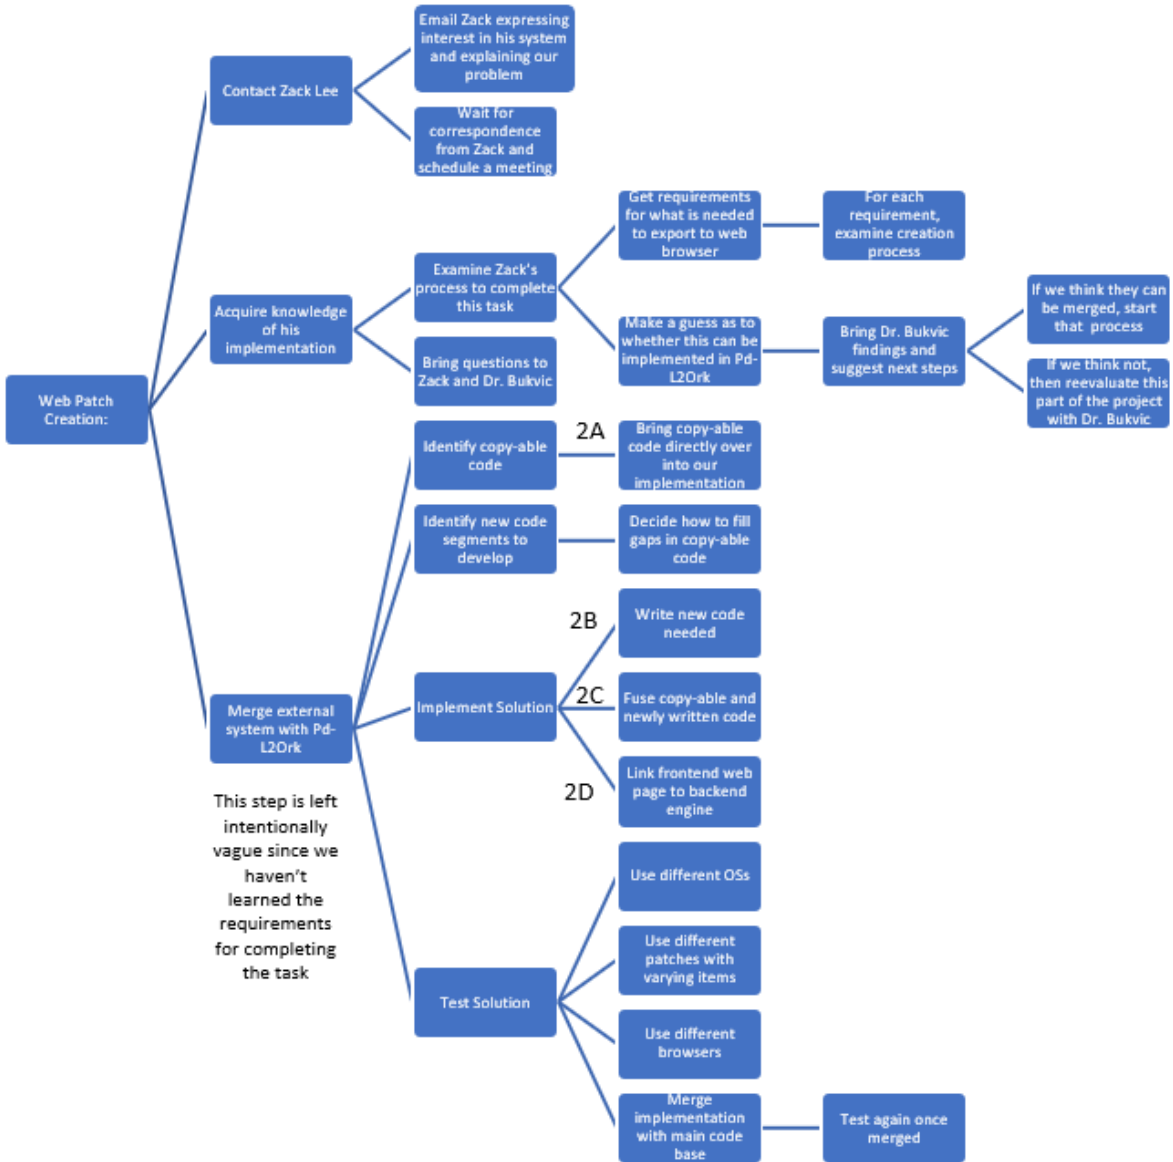 Email Zack expressing
interest in his system
and explaining our
problem
Contact Zack Lee
Wait for
correspondence
from Zack and
schedule a meeting
Get requirements
for what is needed
to export to web
browser
For each
requirement,
examine creation
process
Examine Zack's
process to complete
this task
Acquire knowledge
of his
implementation
Make a guess as to
whether this can be
implemented in Pd-
L2Ork
Bring Dr. Bukvic
findings and
suggest next steps
If we think they can
be merged, start
that process
If we think not,
then reevaluate this
part of the project
with Dr. Bukvic
Bring questions to
Zack and Dr. Bukvic
Web Patch
Creation:
Identify copy-able
code
2A
Bring copy-able
code directly over
into our
implementation
Identify new code
segments to
develop
Decide how to fill
gaps in copy-able
code
2B
Write new code
needed
Merge external
system with Pd-
L2Ork
Implement Solution
2C
Fuse copy-able and
newly written code
2D
Link frontend web
page to backend
engine
This step is left
intentionally
vague since we
haven't
learned the
requirements
for completing
the task
Use different OSs
Use different
patches with
varying items
Test Solution
Use different
browsers
Merge
implementation
with main code
base
Test again once
merged